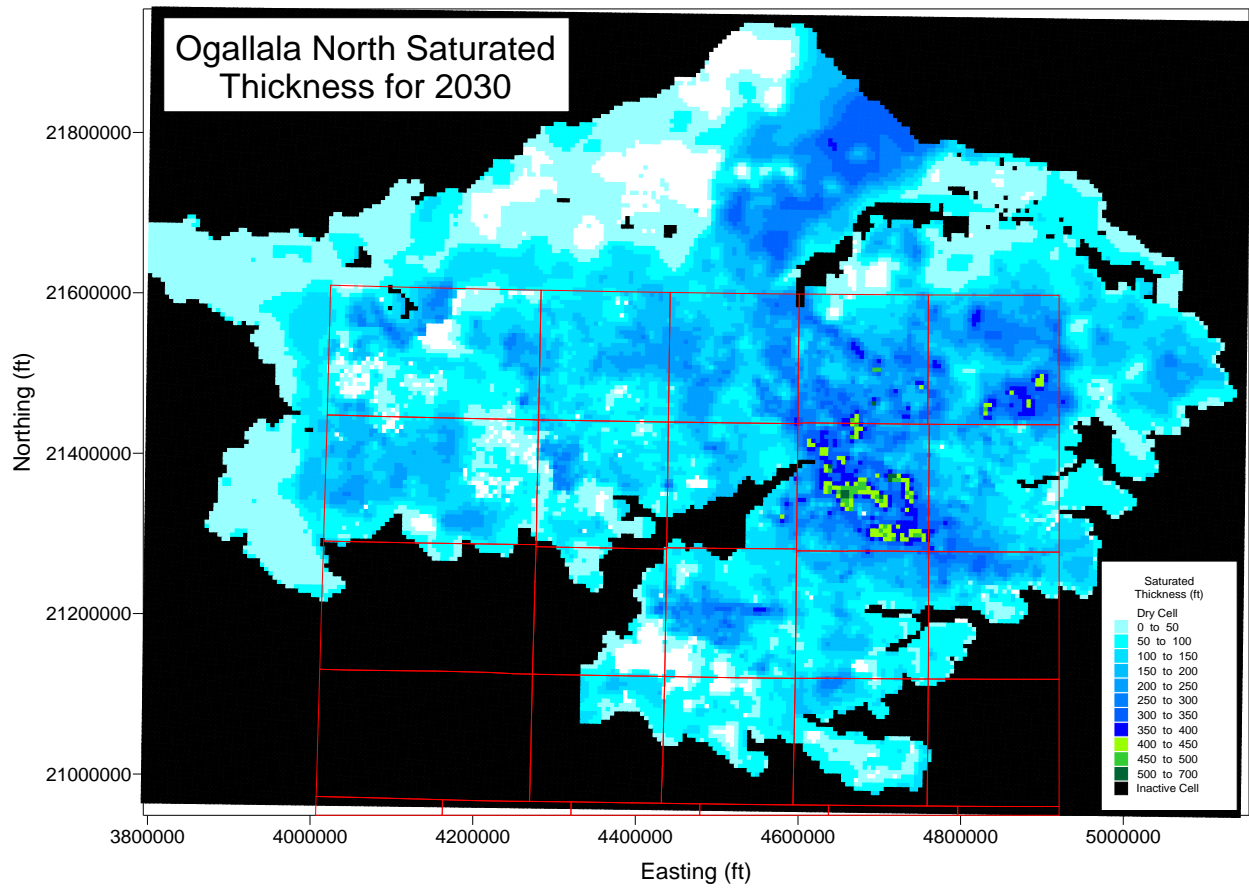 Ogallala North Saturated
Thickness for 2030
Northing (ft)
21800000
21600000
21400000
21200000
21000000
3800000
4000000
4200000
4400000
4600000
4800000
5000000
Easting (ft)
Saturated
Thickness (ft)
Dry Cell
0 to 50
50 to 100
100 to 150
150 to 200
200 to 250
250 to 300
300 to 350
350 to 400
400 to 450
450 to 500
500 to 700
Inactive Cell